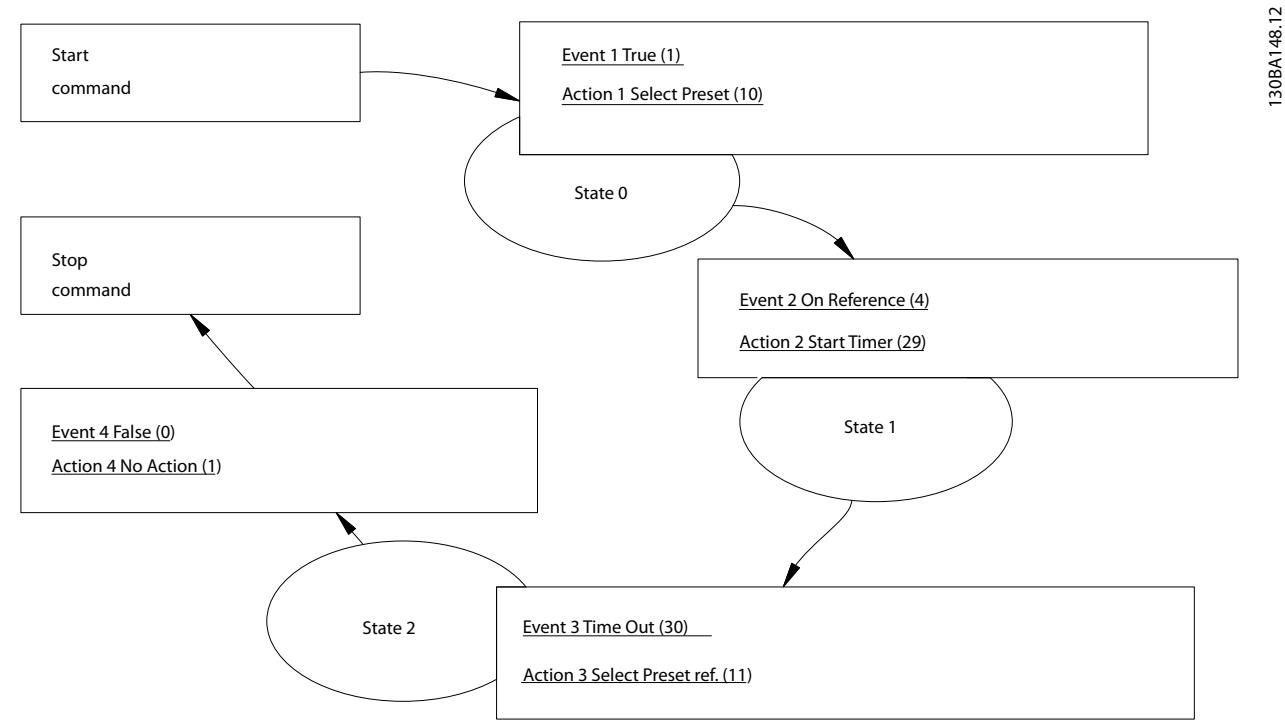 Start
command
Event 1 True (1)
Action 1 Select Preset (10)
State 0
Stop
command
Event 2 On Reference (4)
Action 2 Start Timer (29)
State 1
Event 4 False (0)
Action 4 No Action (1)
State 2
Event 3 Time Out (30)
Action 3 Select Preset ref. (11)
130BA148.12